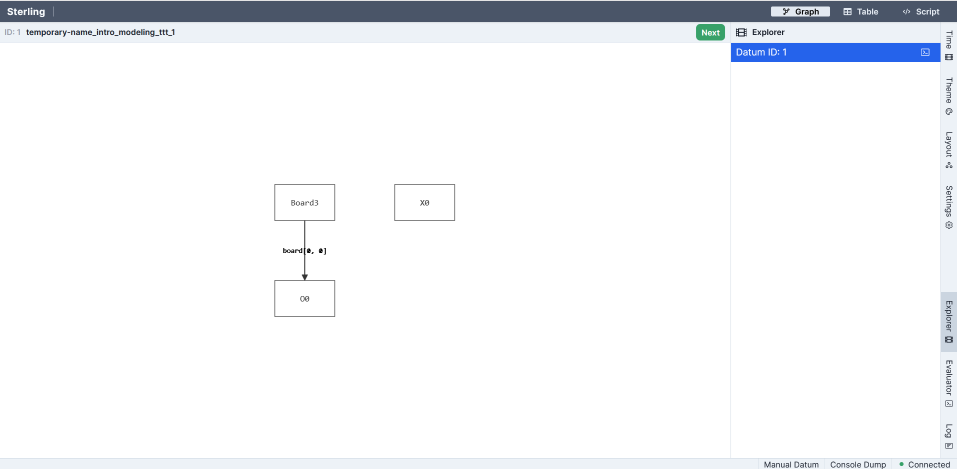 Sterling
Graph
Table
Script
ID: 1 temporary-name_intro_modeling_ttt_1
Next
Explorer
Datum ID: 1
Board3
X0
board[0, 0]
O0
Time
Theme
Layout
Settings
Explorer
Evaluator
Log
Manual Datum
Console Dump
Connected